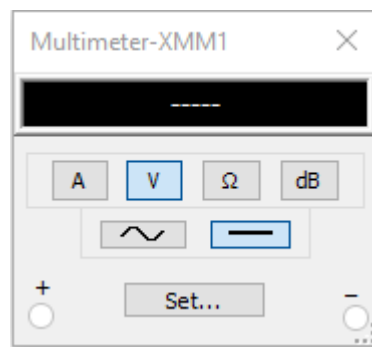 Multimeter-XMM1
-----
A V Ω dB
+ Set... –